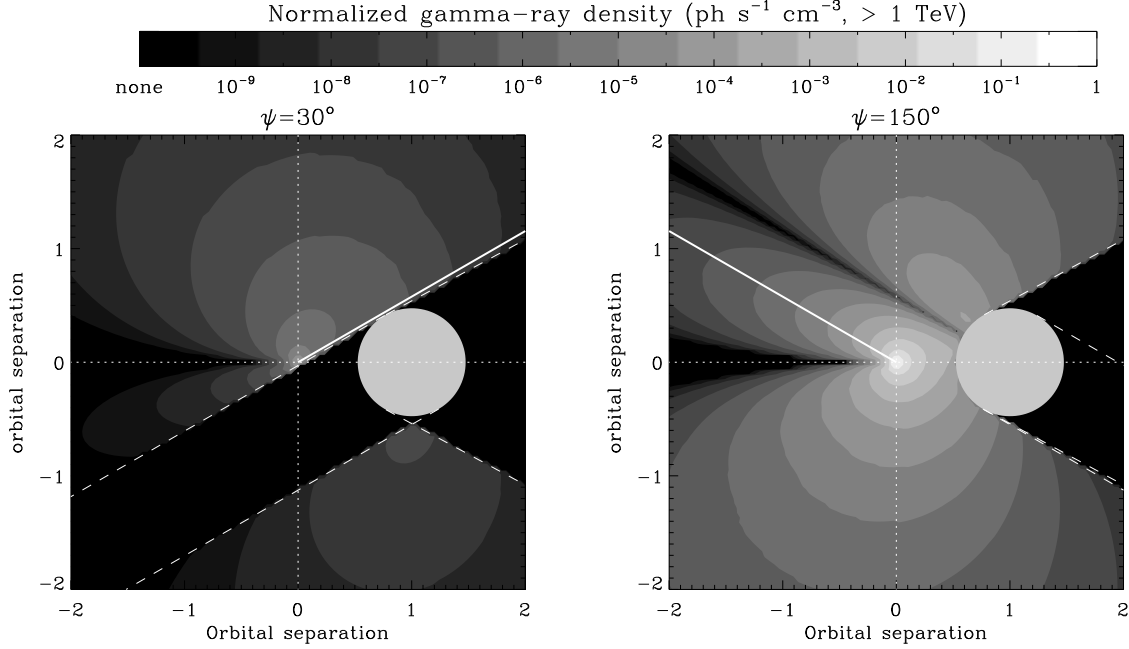 Normalized gamma−ray density (ph s⁻¹ cm⁻³, > 1 TeV)
none 10⁻⁹ 10⁻⁸ 10⁻⁷ 10⁻⁶ 10⁻⁵ 10⁻⁴ 10⁻³ 10⁻² 10⁻¹ 1
ψ=30°
ψ=150°
2
1
0
−1
−2
orbital separation
−2 −1 0 1 2
Orbital separation
2
1
0
−1
−2
orbital separation
−2 −1 0 1 2
Orbital separation